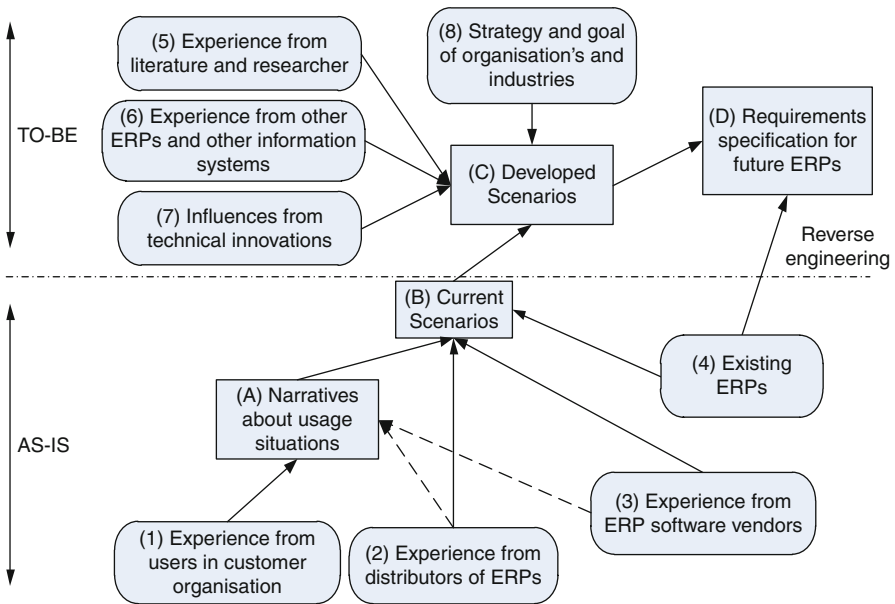 (5) Experience from
literature and researcher
(8) Strategy and goal
of organisation's and
industries
TO-BE
(6) Experience from other
ERPs and other information
systems
(D) Requirements
specification for
future ERPs
(C) Developed
Scenarios
(7) Influences from
technical innovations
Reverse
engineering
(B) Current
Scenarios
(4) Existing
ERPs
(A) Narratives
about usage
situations
AS-IS
(3) Experience from
ERP software vendors
(1) Experience from
users in customer
organisation
(2) Experience from
distributors of ERPs